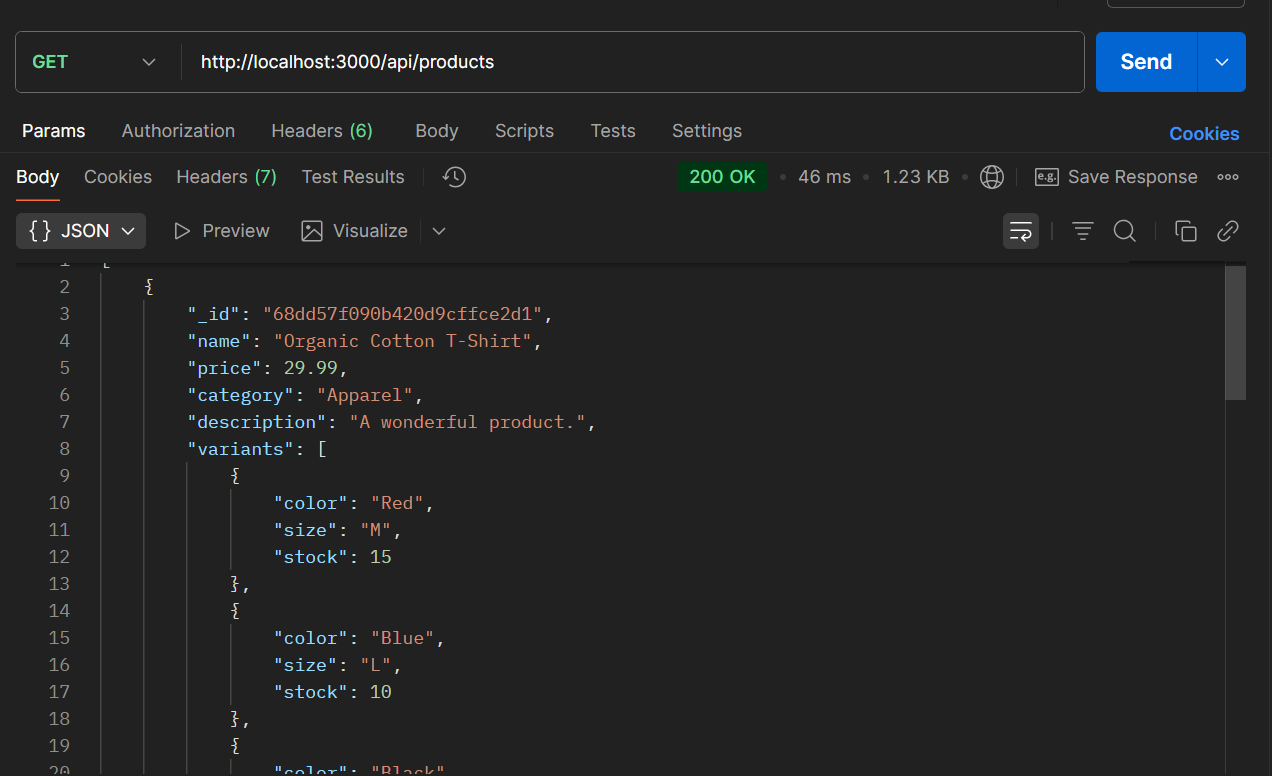 GET http://localhost:3000/api/products Send
Params Authorization Headers (6) Body Scripts Tests Settings Cookies
Body Cookies Headers (7) Test Results 200 OK • 46 ms • 1.23 KB • e.g. Save Response
{} JSON Preview Visualize
1 [
2 {
3 "_id": "68dd57f090b420d9cffce2d1",
4 "name": "Organic Cotton T-Shirt",
5 "price": 29.99,
6 "category": "Apparel",
7 "description": "A wonderful product.",
8 "variants": [
9 {
10 "color": "Red",
11 "size": "M",
12 "stock": 15
13 },
14 {
15 "color": "Blue",
16 "size": "L",
17 "stock": 10
18 },
19 {
20 "color": "Black"